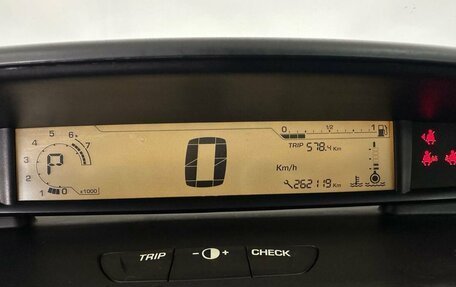 0 1/2 1
TRIP 578.4 Km
4 5 6 7
3 P
2
1 0 x1000
0
Km/h
262119 Km
TRIP - + CHECK